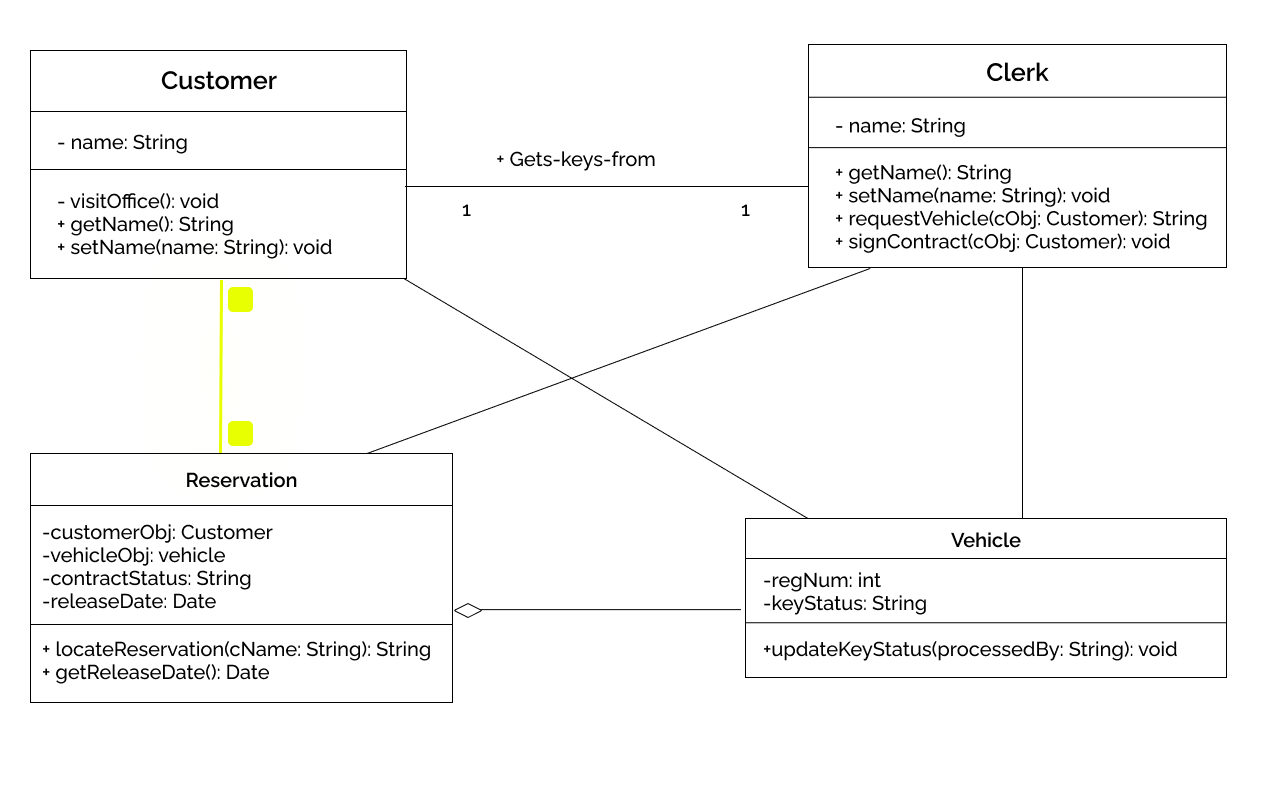 Customer
- name: String
- visitOffice(): void
+ getName(): String
+ setName(name: String): void
+ Gets-keys-from
1
1
Clerk
- name: String
+ getName(): String
+ setName(name: String): void
+ requestVehicle(cObj: Customer): String
+ signContract(cObj: Customer): void
Reservation
-customerObj: Customer
-vehicleObj: vehicle
-contractStatus: String
-releaseDate: Date
+ locateReservation(cName: String): String
+ getReleaseDate(): Date
Vehicle
-regNum: int
-keyStatus: String
+updateKeyStatus(processedBy: String): void